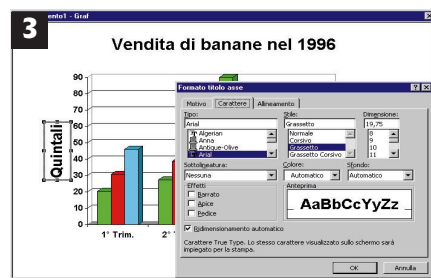 3
ento1 - Graf
Vendita di banane nel 1996
Quintali
90
80
70
60
50
40
30
20
10
0
1° Trim.
2°
Formato titolo asse
Motivo
Carattere
Allineamento
Tipo:
Stile:
Dimensione:
Arial
Grassetto
19,75
Algerian
Normale
8
Anna
Corsivo
9
Antique-Olive
Grassetto
10
Arial
Grassetto Corsivo
11
Sottolineatura:
Colore:
Sfondo:
Nessuna
Automatico
Automatico
Effetti
Anteprima
Barrato
Apice
Pedice
AaBbCcYyZz
Ridimensionamento automatico
Carattere True Type. Lo stesso carattere visualizzato sullo schermo sarà
impiegato per la stampa.
OK
Annulla